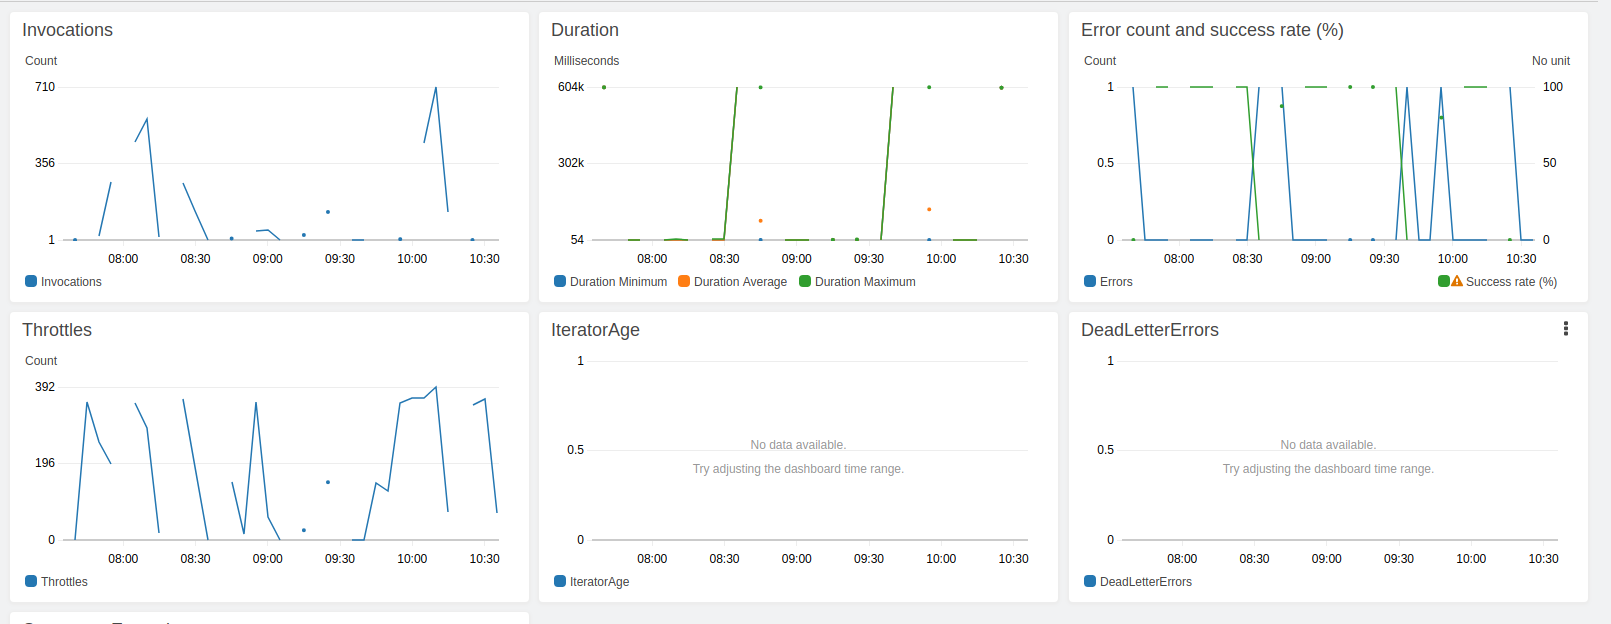 Invocations
Count
710
356
1
08:00 08:30 09:00 09:30 10:00 10:30
Invocations
Duration
Milliseconds
604k
302k
54
08:00 08:30 09:00 09:30 10:00 10:30
Duration Minimum Duration Average Duration Maximum
Error count and success rate (%)
Count No unit
1 100
0.5 50
0 0
08:00 08:30 09:00 09:30 10:00 10:30
Errors Success rate (%)
Throttles
Count
392
196
0
08:00 08:30 09:00 09:30 10:00 10:30
Throttles
IteratorAge
1
No data available.
0.5
Try adjusting the dashboard time range.
0
08:00 08:30 09:00 09:30 10:00 10:30
IteratorAge
DeadLetterErrors
1
No data available.
0.5
Try adjusting the dashboard time range.
0
08:00 08:30 09:00 09:30 10:00 10:30
DeadLetterErrors